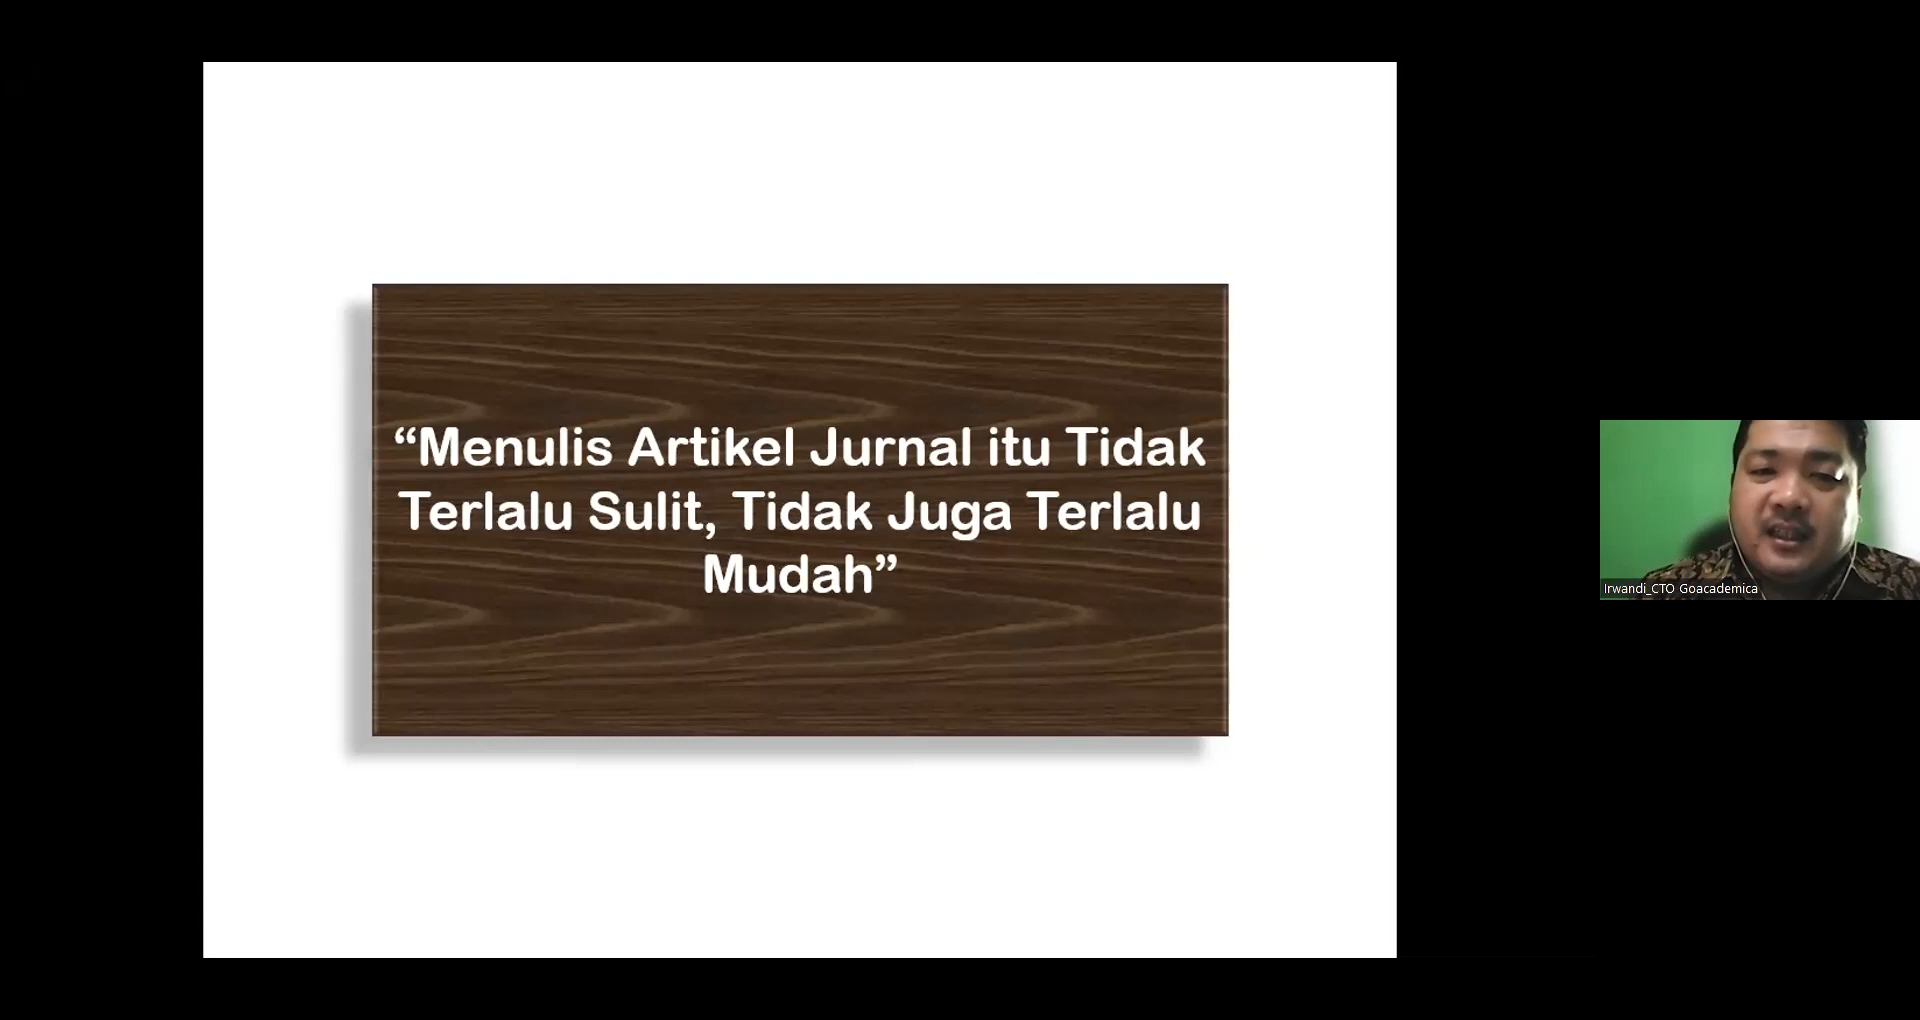 “Menulis Artikel Jurnal itu Tidak
Terlalu Sulit, Tidak Juga Terlalu
Mudah”
Irwandi_CTO Goacademica